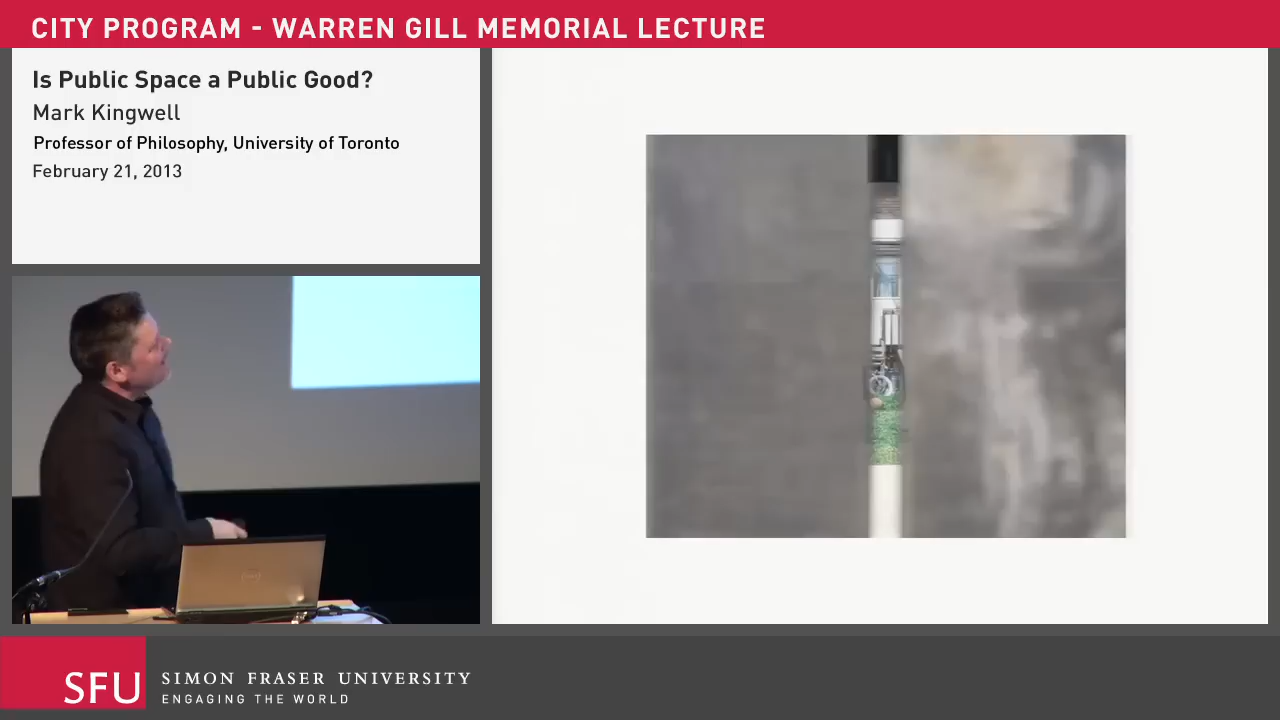 CITY PROGRAM - WARREN GILL MEMORIAL LECTURE
Is Public Space a Public Good?
Mark Kingwell
Professor of Philosophy, University of Toronto
February 21, 2013
SFU
SIMON FRASER UNIVERSITY
ENGAGING THE WORLD